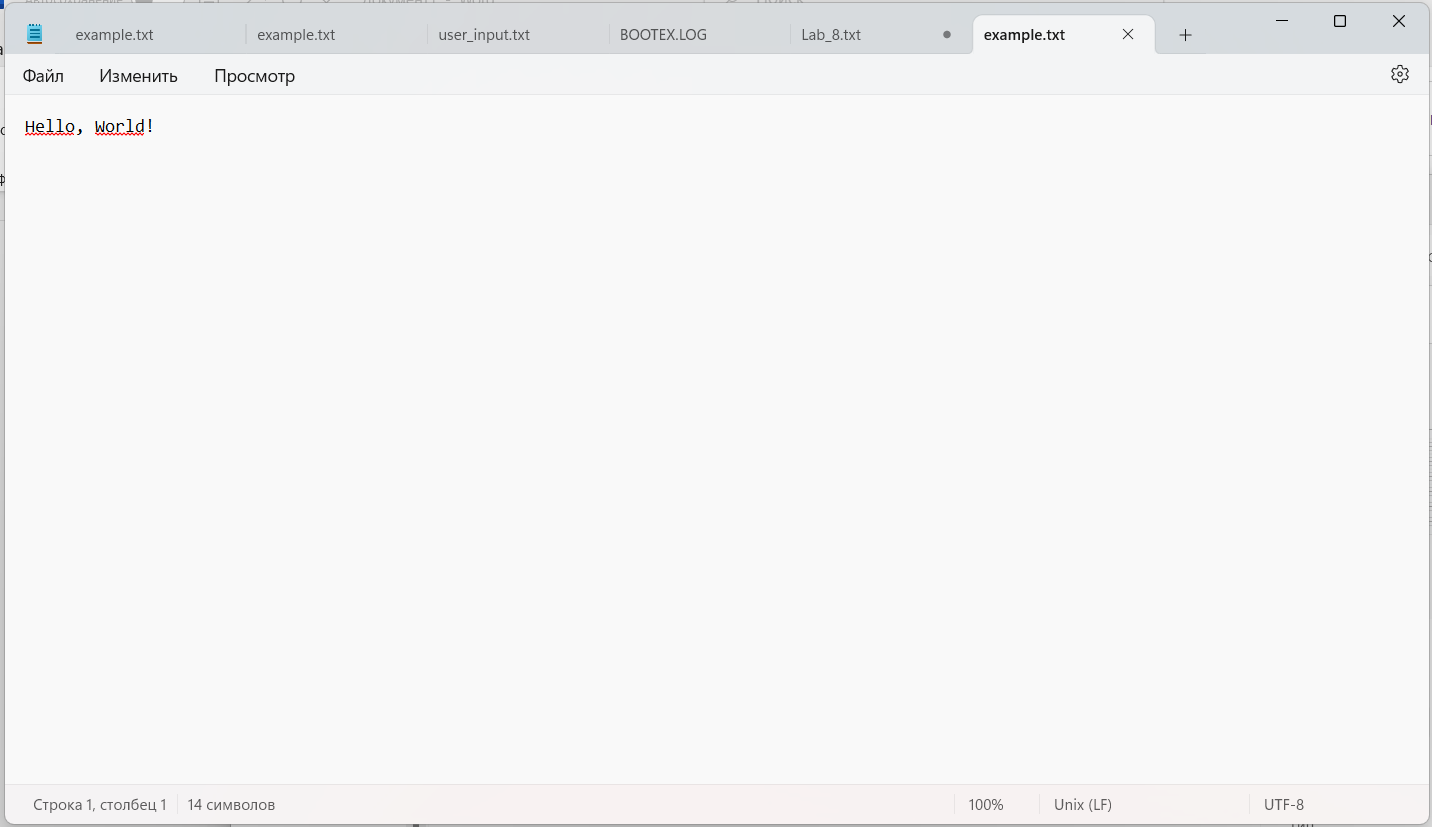 example.txt example.txt user_input.txt BOOTEX.LOG Lab_8.txt example.txt
Файл Изменить Просмотр
Hello, World!
Строка 1, столбец 1 14 символов 100% Unix (LF) UTF-8